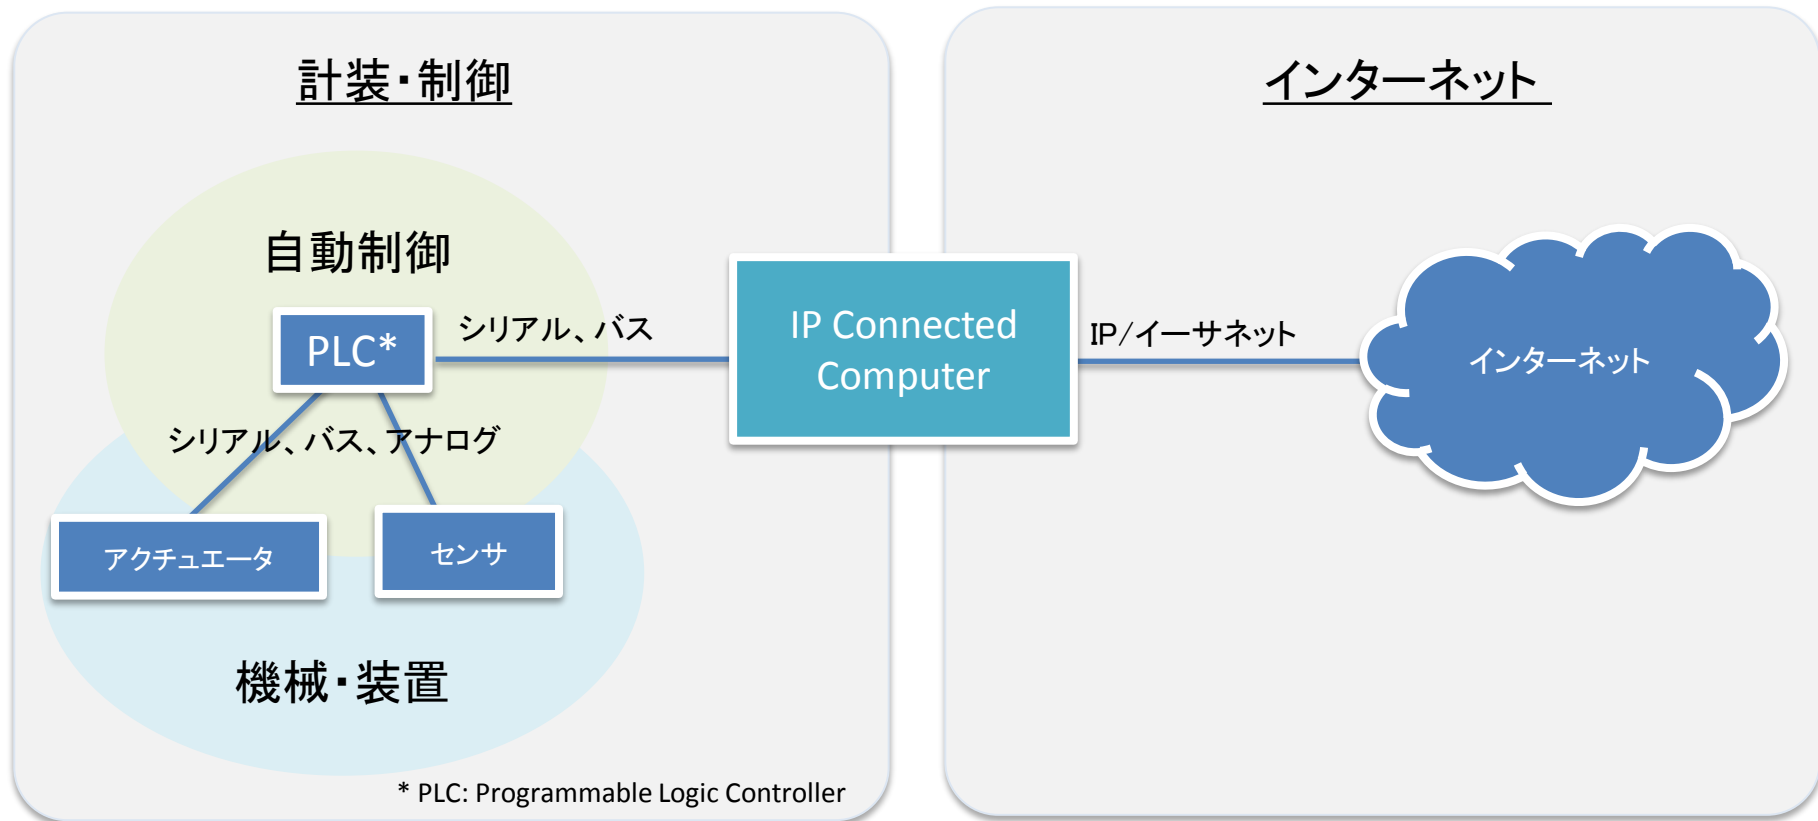 計装・制御
インターネット
自動制御
PLC*
シリアル、バス
IP Connected
Computer
IP/イーサネット
インターネット
シリアル、バス、アナログ
アクチュエータ
センサ
機械・装置
* PLC: Programmable Logic Controller